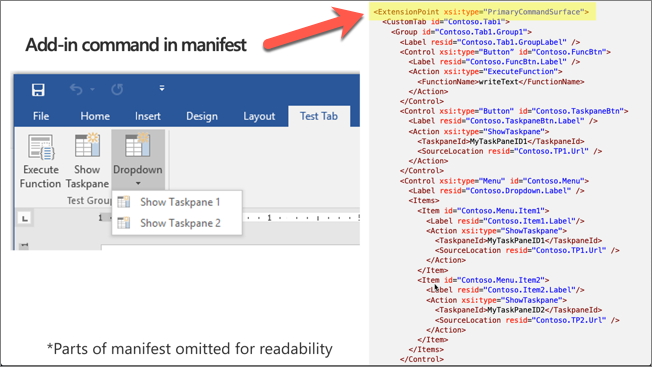 Add-in command in manifest
File Home Insert Design Layout Test Tab
Execute Function
Show Taskpane
Dropdown
Test Group
Show Taskpane 1
Show Taskpane 2
*Parts of manifest omitted for readability
<ExtensionPoint xsi:type="PrimaryCommandSurface">
<CustomTab id="Contoso.Tab1">
<Group id="Contoso.Tab1.Group1">
<Label resid="Contoso.Tab1.GroupLabel" />
<Control xsi:type="Button" id="Contoso.FuncBtn">
<Label resid="Contoso.FuncBtn.Label" />
<Action xsi:type="ExecuteFunction">
<FunctionName>writeText</FunctionName>
</Action>
</Control>
<Control xsi:type="Button" id="Contoso.TaskpaneBtn">
<Label resid="Contoso.TaskpaneBtn.Label" />
<Action xsi:type="ShowTaskpane">
<TaskpaneId>MyTaskPaneID1</TaskpaneId>
<SourceLocation resid="Contoso.TP1.Url" />
</Action>
</Control>
<Control xsi:type="Menu" id="Contoso.Menu">
<Label resid="Contoso.Dropdown.Label" />
<Items>
<Item id="Contoso.Menu.Item1">
<Label resid="Contoso.Item1.Label"/>
<Action xsi:type="ShowTaskpane">
<TaskpaneId>MyTaskPaneID1</TaskpaneId>
<SourceLocation resid="Contoso.TP1.Url" />
</Action>
</Item>
<Item id="Contoso.Menu.Item2">
<Label resid="Contoso.Item2.Label"/>
<Action xsi:type="ShowTaskpane">
<TaskpaneId>MyTaskPaneID2</TaskpaneId>
<SourceLocation resid="Contoso.TP2.Url" />
</Action>
</Item>
</Items>
</Control>